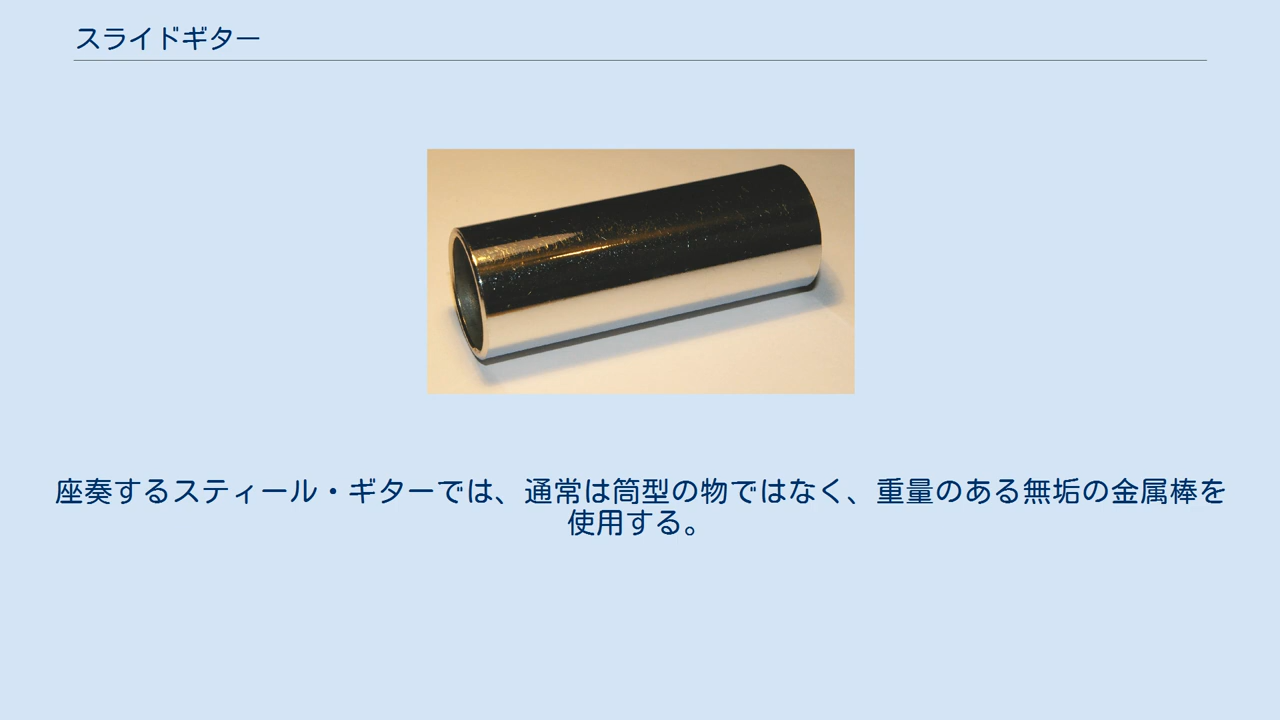 スライドギター
座奏するスティール・ギターでは、通常は筒型の物ではなく、重量のある無垢の金属棒を
使用する。